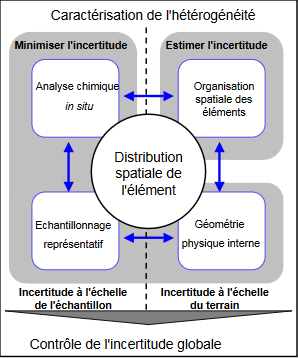 Caractérisation de l'hétérogénéité
Minimiser l'incertitude
Estimer l'incertitude
Analyse chimique
in situ
Organisation
spatiale des
éléments
Distribution
spatiale de
l'élément
Echantillonnage
représentatif
Géométrie
physique interne
Incertitude à l'échelle
de l'échantillon
Incertitude à l'échelle
du terrain
Contrôle de l'incertitude globale